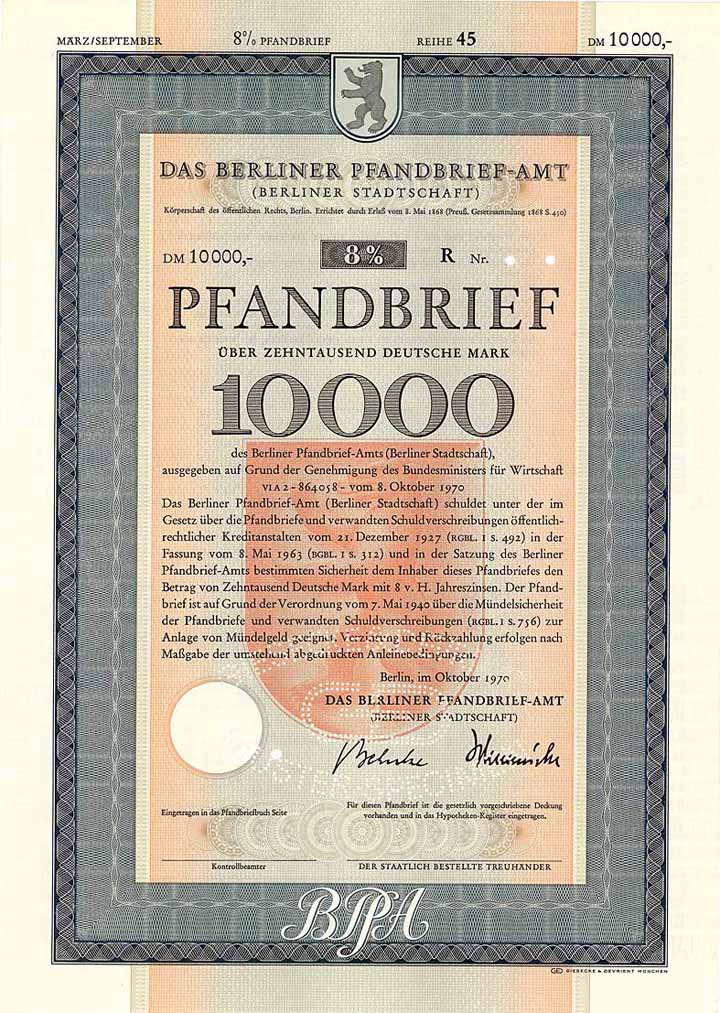 MÄRZ/SEPTEMBER 8% PFANDBRIEF REIHE 45 DM 10000,-
DAS BERLINER PFANDBRIEF-AMT
(BERLINER STADTSCHAFT)
Körperschaft des öffentlichen Rechts, Berlin. Errichtet durch Erlaß vom 8. Mai 1868 (Preuß. Gesetzsammlung 1868 S. 450)
DM 10000,- 8% R Nr.
PFANDBRIEF
ÜBER ZEHNTAUSEND DEUTSCHE MARK
10000
des Berliner Pfandbrief-Amts (Berliner Stadtschaft),
ausgegeben auf Grund der Genehmigung des Bundesministers für Wirtschaft
VI A 2 - 864058 - vom 8. Oktober 1970
Das Berliner Pfandbrief-Amt (Berliner Stadtschaft) schuldet unter der im
Gesetz über die Pfandbriefe und verwandten Schuldverschreibungen öffentlich-
rechtlicher Kreditanstalten vom 21. Dezember 1927 (RGBL. I S. 492) in der
Fassung vom 8. Mai 1963 (BGBL. I S. 312) und in der Satzung des Berliner
Pfandbrief-Amts bestimmten Sicherheit dem Inhaber dieses Pfandbriefes den
Betrag von Zehntausend Deutsche Mark mit 8 v. H. Jahreszinsen. Der Pfand-
brief ist auf Grund der Verordnung vom 7. Mai 1940 über die Mündelsicherheit
der Pfandbriefe und verwandten Schuldverschreibungen (RGBL. I S. 756) zur
Anlage von Mündelgeld geeignet. Verzinsung und Rückzahlung erfolgen nach
Maßgabe der umstehend abgedruckten Anleihebedingungen.
Berlin, im Oktober 1970
DAS BERLINER PFANDBRIEF-AMT
(BERLINER STADTSCHAFT)
Eingetragen in das Pfandbriefbuch Seite
Für diesen Pfandbrief ist die gesetzlich vorgeschriebene Deckung
vorhanden und in das Hypotheken-Register eingetragen.
Kontrollbeamter
DER STAATLICH BESTELLTE TREUHÄNDER
BPA
GD GIESECKE & DEVRIENT MÜNCHEN